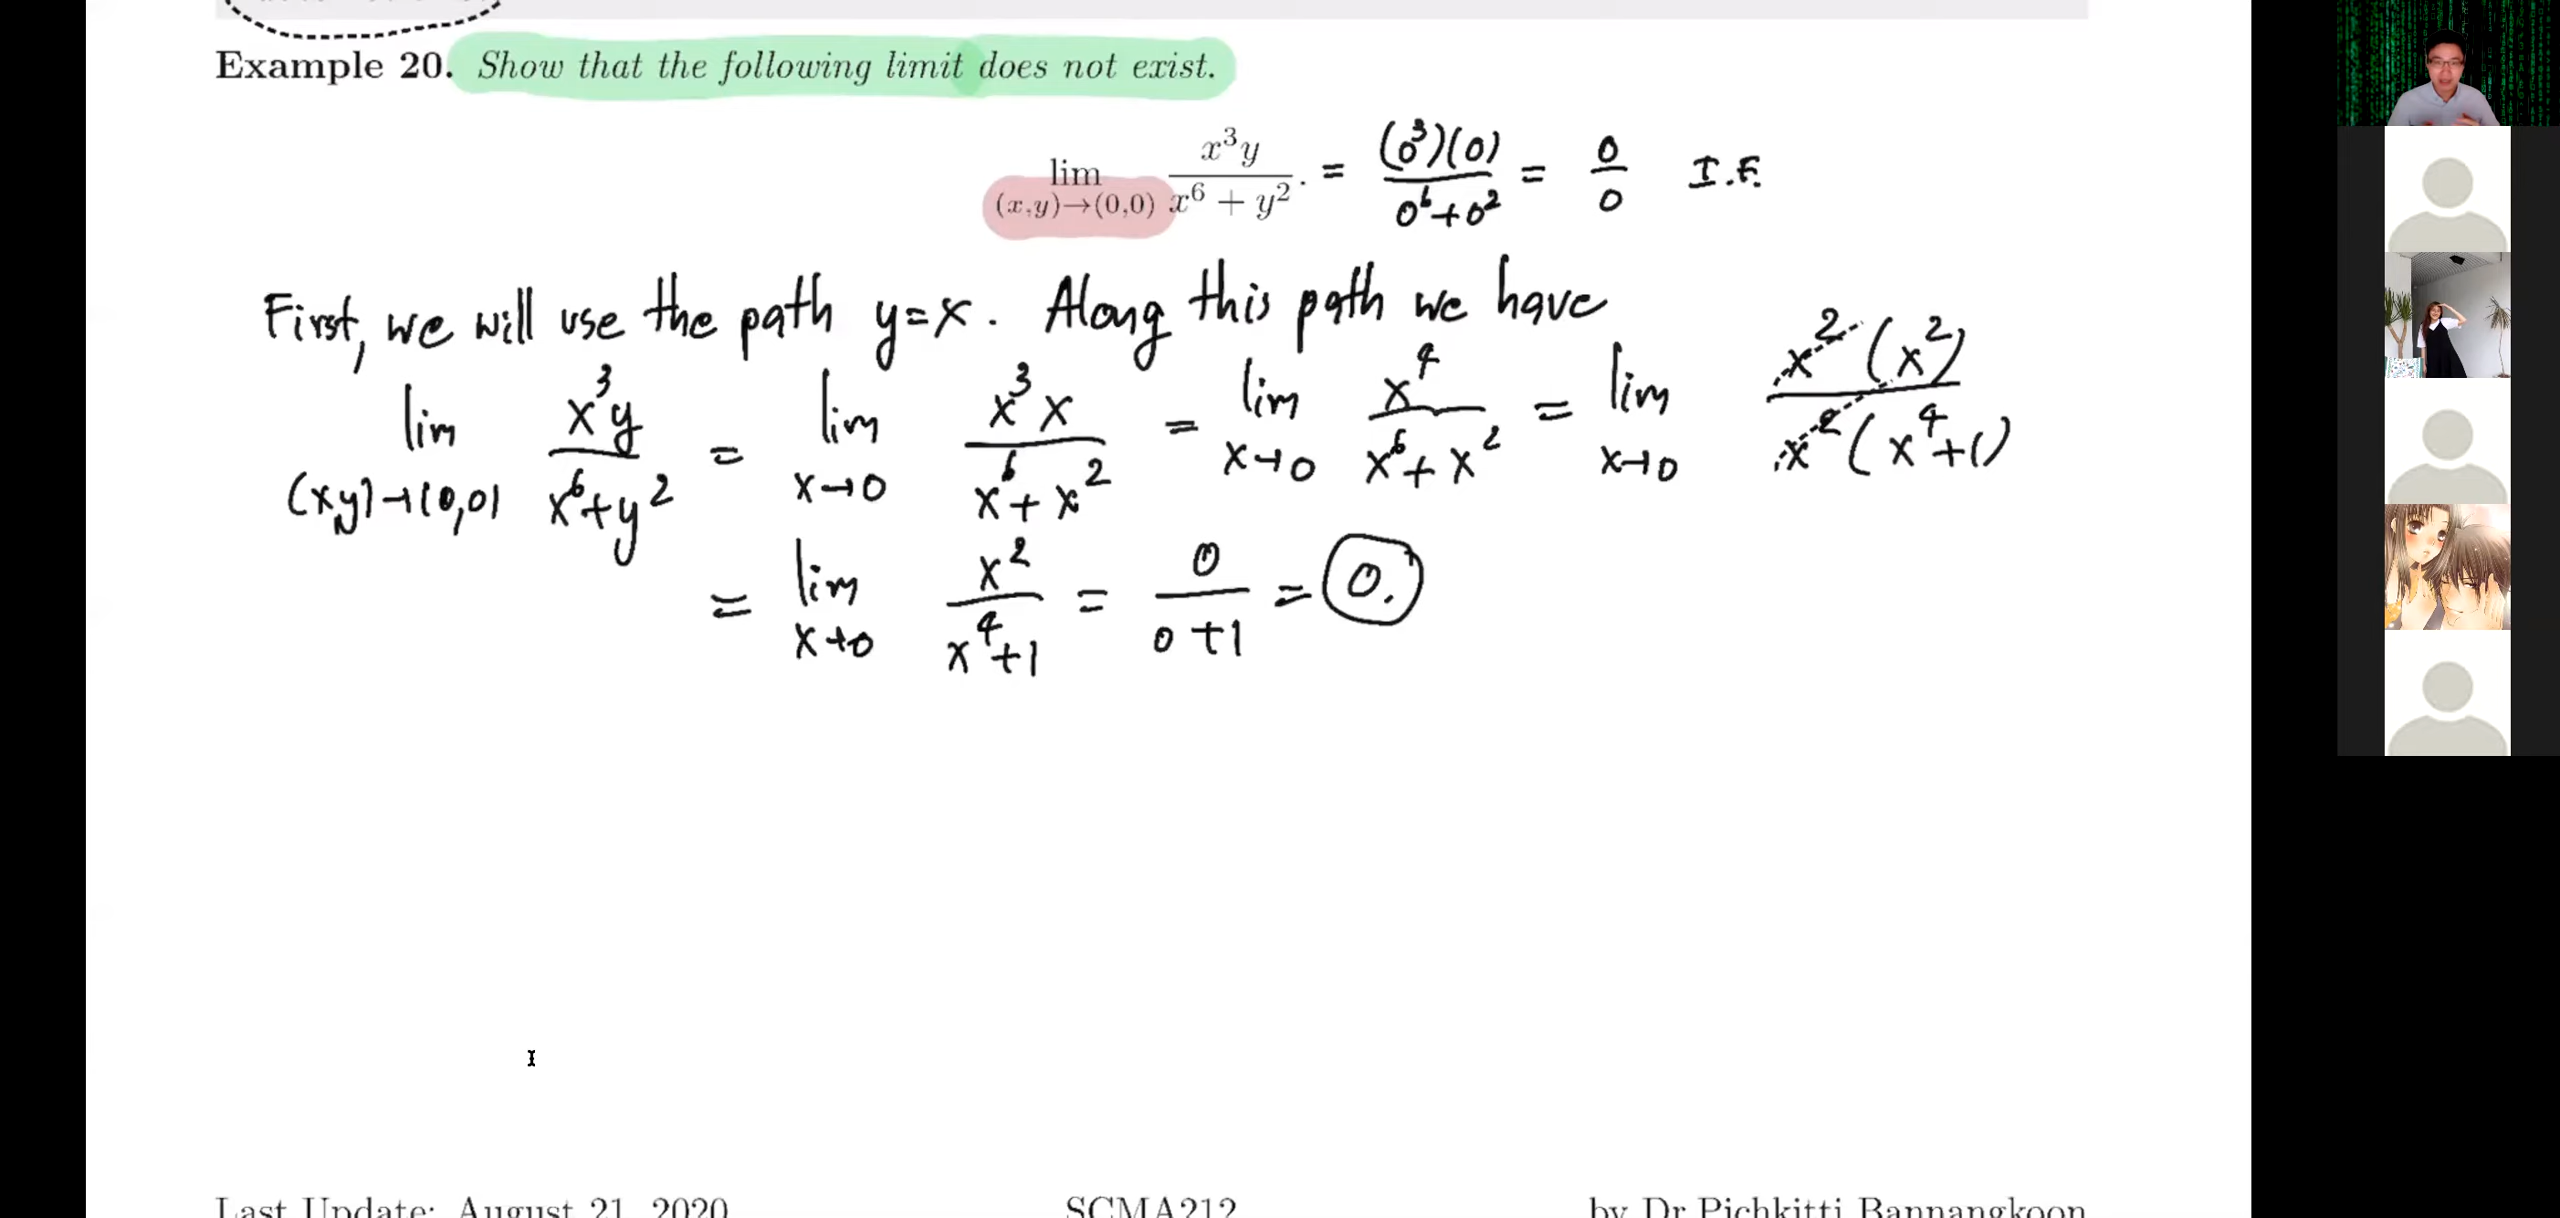 Example 20. Show that the following limit does not exist.
lim (x,y)→(0,0) x³y / x⁶ + y² . = (0³)(0) / 0⁶+0² = 0/0 I.F.
First, we will use the path y=x. Along this path we have
lim (x,y)→(0,0) x³y / x⁶+y² = lim x→0 x³x / x⁶+x² = lim x→0 x⁴ / x⁶+x² = lim x→0 x²(x²) / x²(x⁴+1)
= lim x→0 x² / x⁴+1 = 0 / 0+1 = 0.
Last Update: August 21, 2020 SCMA212 by Dr.Pichkitti Bannangkoon